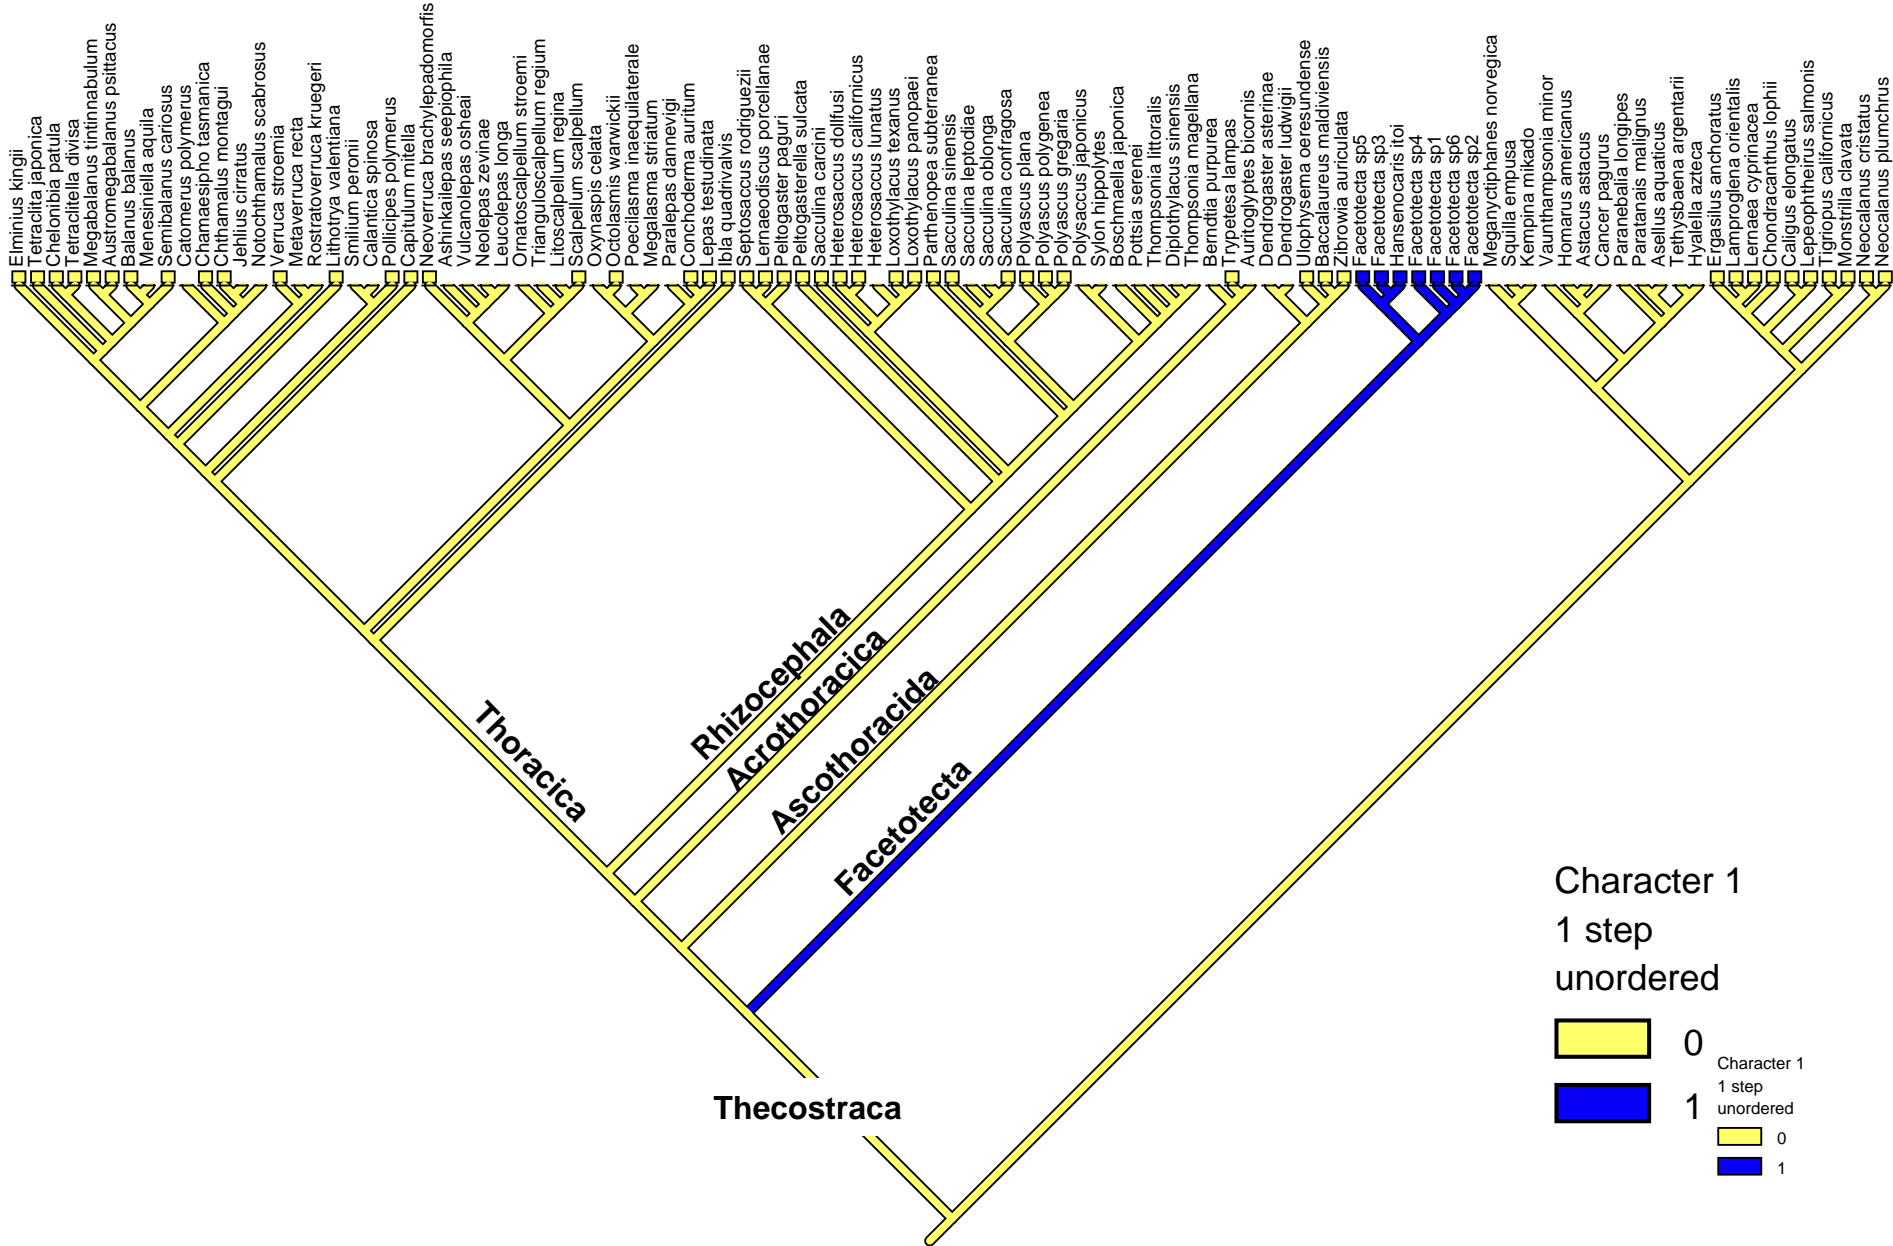 Elminius kingii
Tetraclita japonica
Chelonibia patula
Tetraclitella divisa
Megabalanus tintinnabulum
Austromegabalanus psittacus
Balanus balanus
Menesiniella aquila
Semibalanus cariosus
Catomerus polymerus
Chamaesipho tasmanica
Chthamalus montagui
Jehlius cirratus
Notochthamalus scabrosus
Verruca stroemia
Metaverruca recta
Rostratoverruca kruegeri
Lithotrya valentiana
Smilium peronii
Calantica spinosa
Pollicipes polymerus
Capitulum mitella
Neoverruca brachylepadomorfis
Ashinkailepas seepiophila
Vulcanolepas osheai
Neolepas zevinae
Leucolepas longa
Ornatoscalpellum stroemi
Trianguloscalpellum regium
Litoscalpellum regina
Scalpellum scalpellum
Oxynaspis celata
Octolasmis warwickii
Poecilasma inaequilaterale
Megalasma striatum
Paralepas dannevigi
Conchoderma auritum
Lepas testudinata
Ibla quadrivalvis
Septosaccus rodriguezii
Lernaeodiscus porcellanae
Peltogaster paguri
Peltogasterella sulcata
Sacculina carcini
Heterosaccus dollfusi
Heterosaccus californicus
Heterosaccus lunatus
Loxothylacus texanus
Loxothylacus panopaei
Parthenopea subterranea
Sacculina sinensis
Sacculina leptodiae
Sacculina oblonga
Sacculina confragosa
Polyascus plana
Polyascus polygenea
Polyascus gregaria
Polysaccus japonicus
Sylon hippolytes
Boschmaella japonica
Pottsia serenei
Thompsonia littoralis
Diplothylacus sinensis
Thompsonia magellana
Berndtia purpurea
Trypetesa lampas
Auritoglyptes bicornis
Dendrogaster asterinae
Dendrogaster ludwigii
Ulophysema oeresundense
Baccalaureus maldiviensis
Zibrowia auriculata
Facetotecta sp5
Facetotecta sp3
Hansenocaris itoi
Facetotecta sp4
Facetotecta sp1
Facetotecta sp6
Facetotecta sp2
Meganyctiphanes norvegica
Squilla empusa
Kempina mikado
Vaunthampsonia minor
Homarus americanus
Astacus astacus
Cancer pagurus
Paranebalia longipes
Paratanais malignus
Asellus aquaticus
Tethysbaena argentarii
Hyalella azteca
Ergasilus anchoratus
Lamproglena orientalis
Lernaea cyprinacea
Chondracanthus lophii
Caligus elongatus
Lepeophtheirus salmonis
Tigriopus californicus
Monstrilla clavata
Neocalanus cristatus
Neocalanus plumchrus
Thoracica
Rhizocephala
Acrothoracica
Ascothoracida
Facetotecta
Thecostraca
Character 1
1 step
unordered
0
1
Character 1
1 step
unordered
0
1